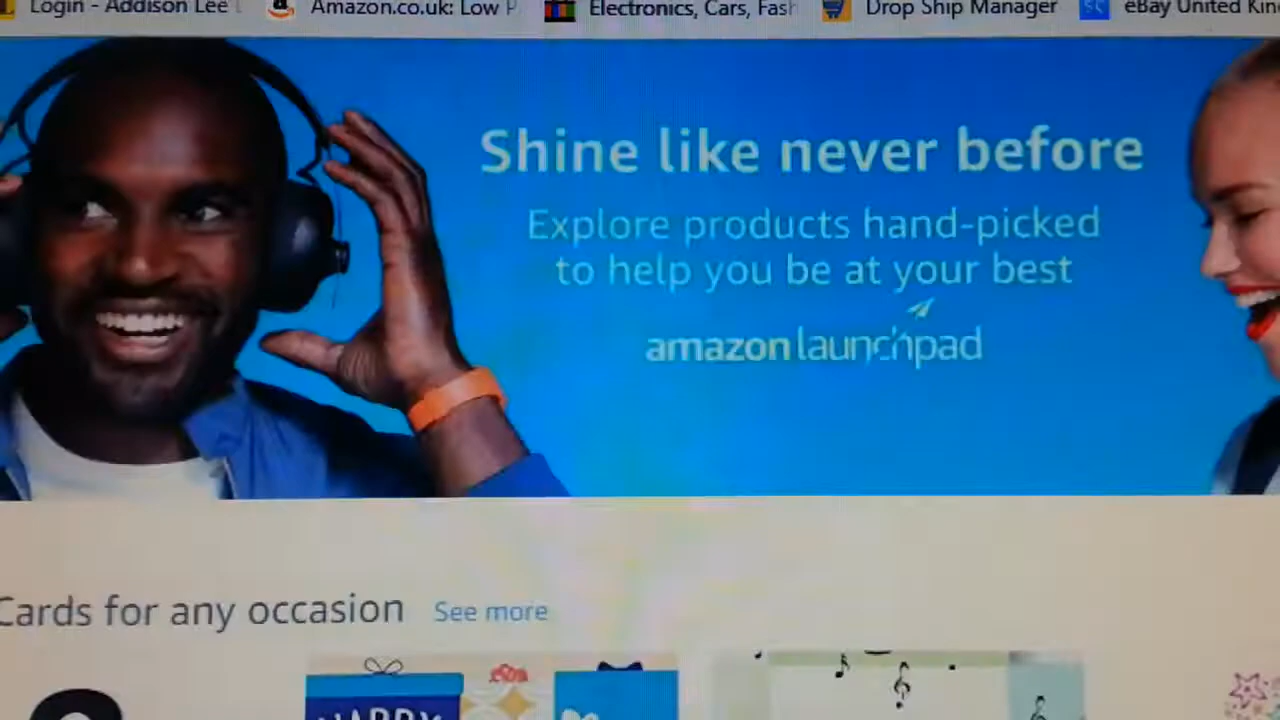 Login - Addison Lee
Amazon.co.uk: Low P
Electronics, Cars, Fash
Drop Ship Manager
eBay United Kin
Shine like never before
Explore products hand-picked
to help you be at your best
amazon launchpad
Cards for any occasion See more
HAPPY